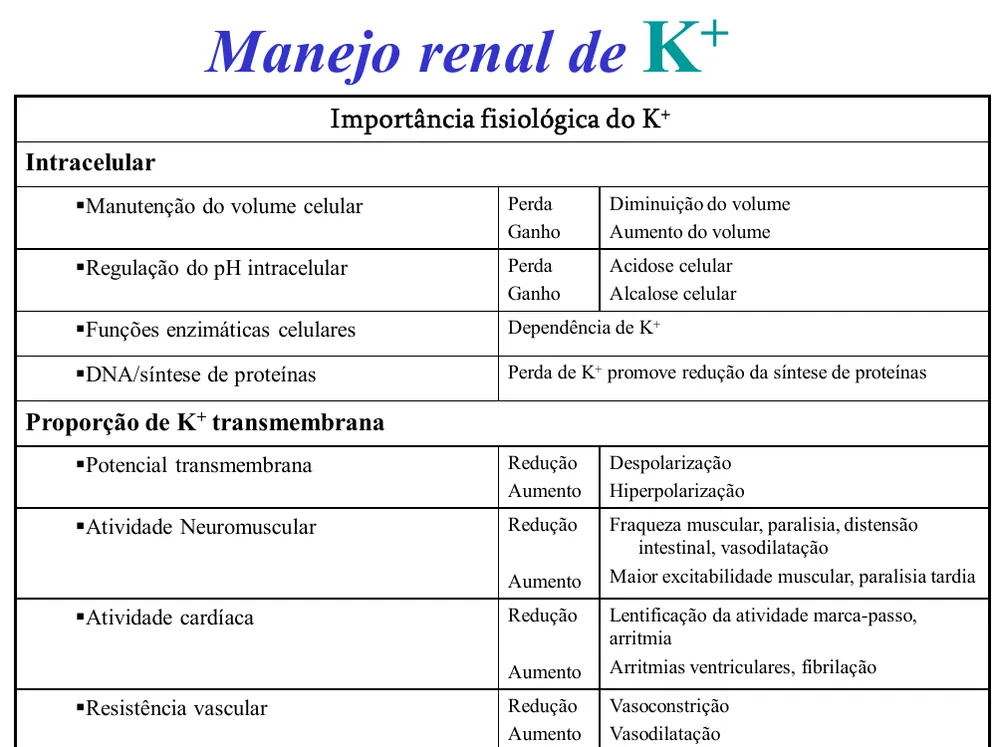 Manejo renal de K⁺
Importância fisiológica do K⁺
Intracelular
▪Manutenção do volume celular
Perda
Diminuição do volume
Ganho
Aumento do volume
▪Regulação do pH intracelular
Perda
Acidose celular
Ganho
Alcalose celular
▪Funções enzimáticas celulares
Dependência de K⁺
▪DNA/síntese de proteínas
Perda de K⁺ promove redução da síntese de proteínas
Proporção de K⁺ transmembrana
▪Potencial transmembrana
Redução
Despolarização
Aumento
Hiperpolarização
▪Atividade Neuromuscular
Redução
Fraqueza muscular, paralisia, distensão
intestinal, vasodilatação
Aumento
Maior excitabilidade muscular, paralisia tardia
▪Atividade cardíaca
Redução
Lentificação da atividade marca-passo,
arritmia
Aumento
Arritmias ventriculares, fibrilação
▪Resistência vascular
Redução
Vasoconstrição
Aumento
Vasodilatação